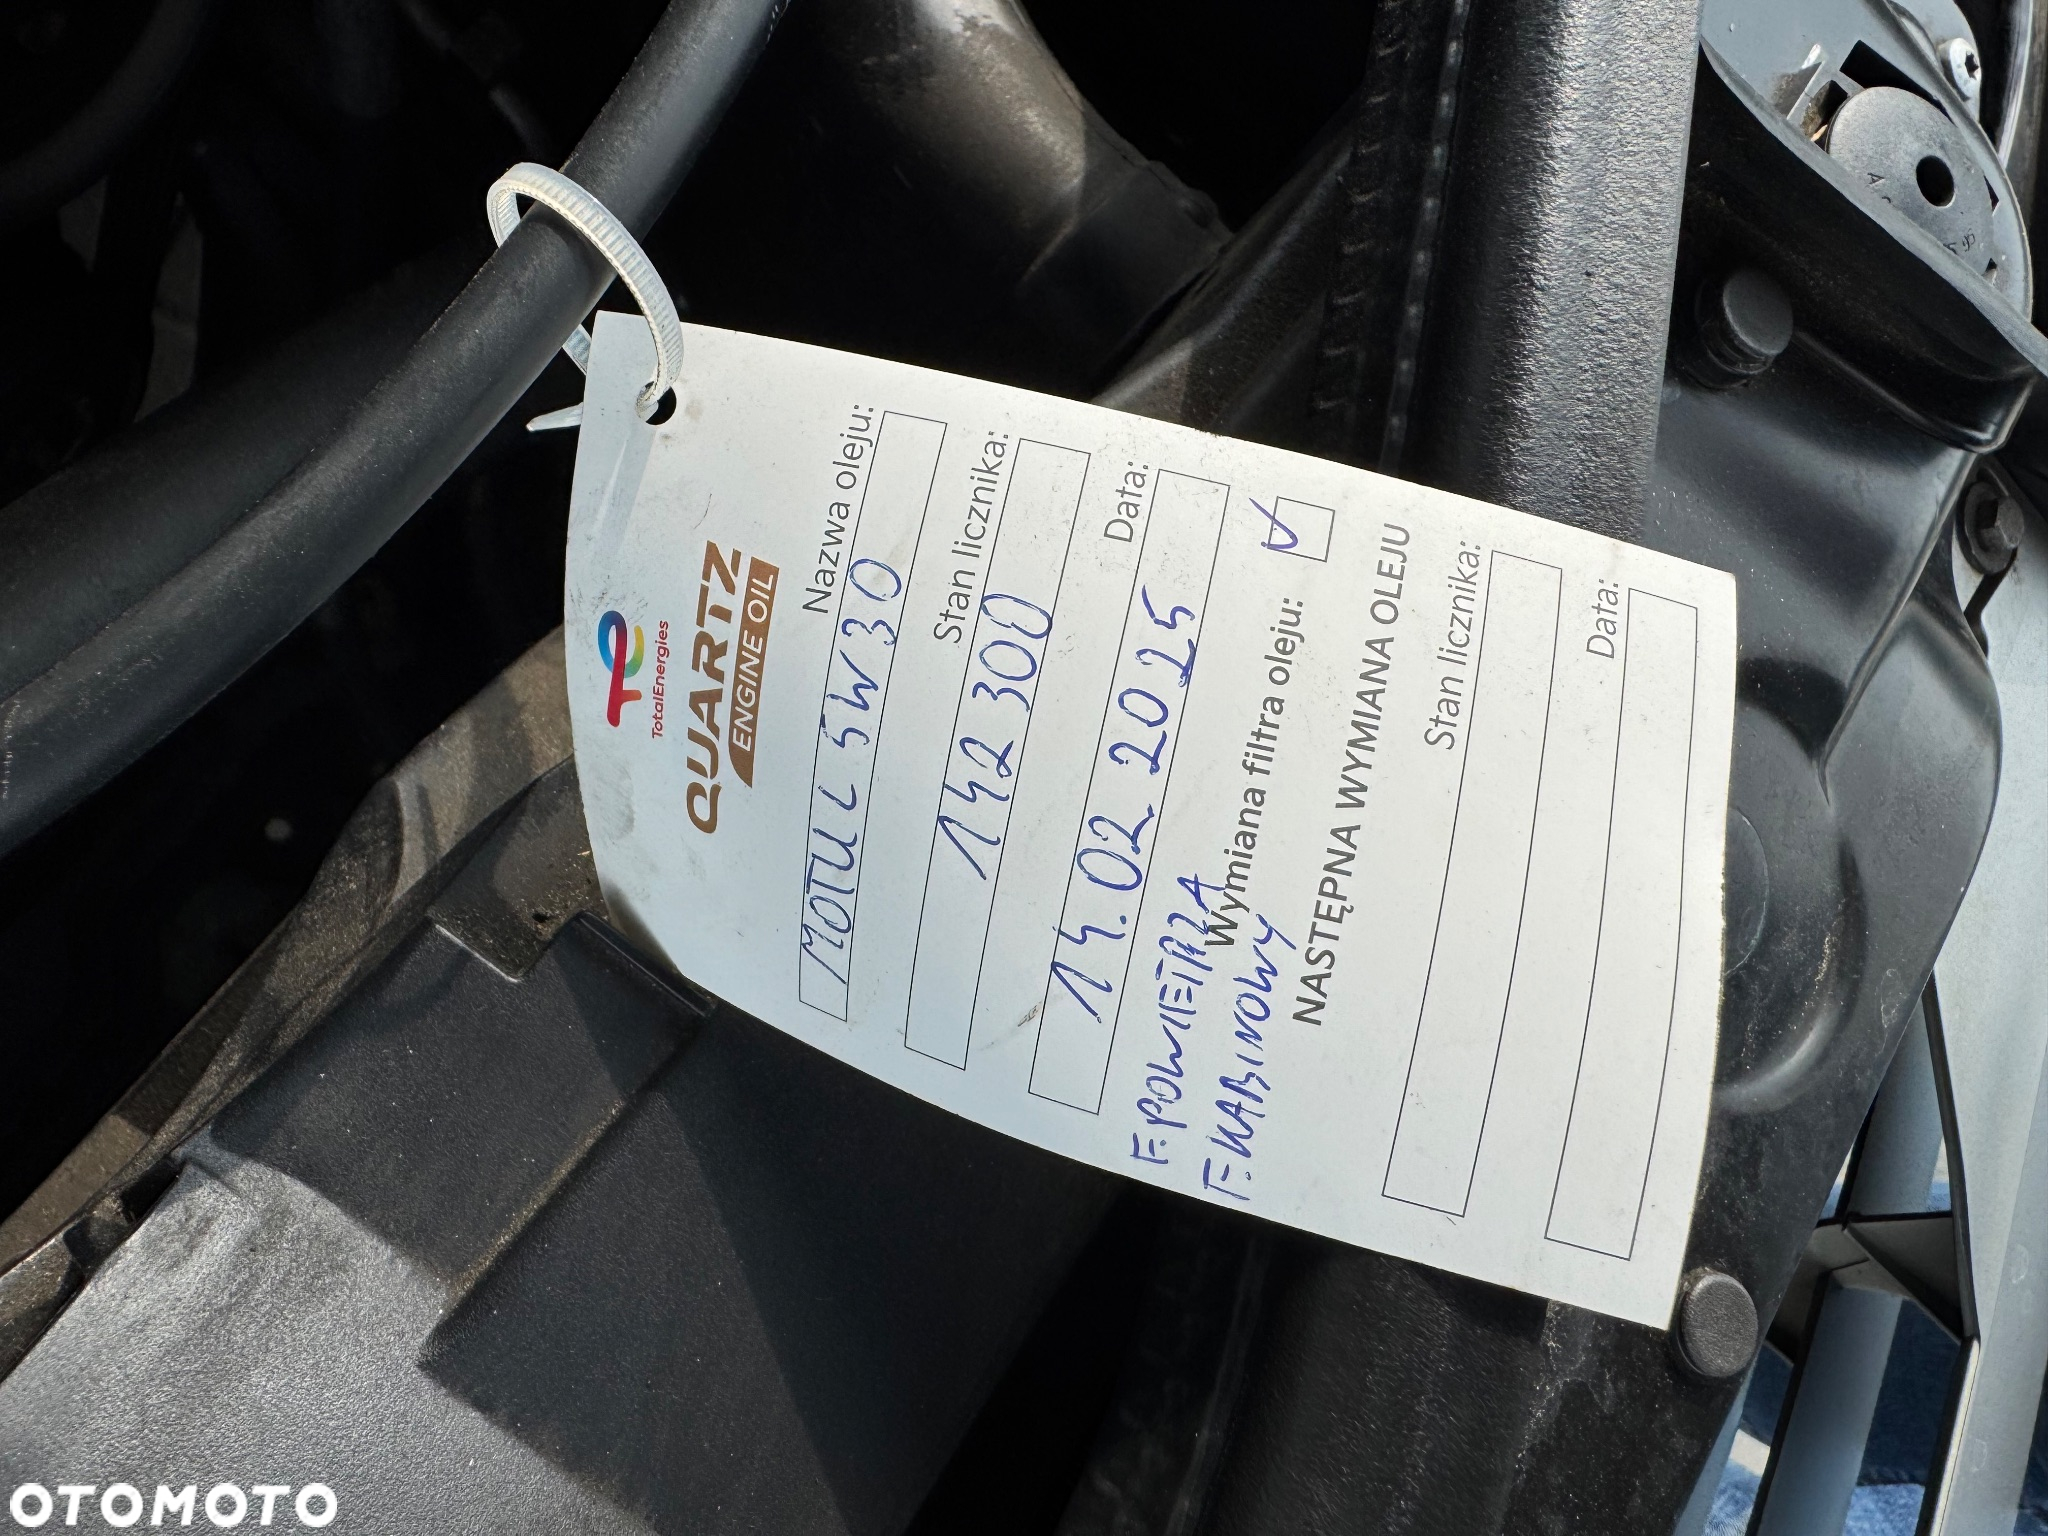 TotalEnergies
QUARTZ
ENGINE OIL
Nazwa oleju:
MOTUL 5W30
Stan licznika:
142 300
Data:
14.02.2025
Wymiana filtra oleju: V
F. POWIETRZA
F. KABINOWY
NASTĘPNA WYMIANA OLEJU
Stan licznika:
Data:
OTOMOTO